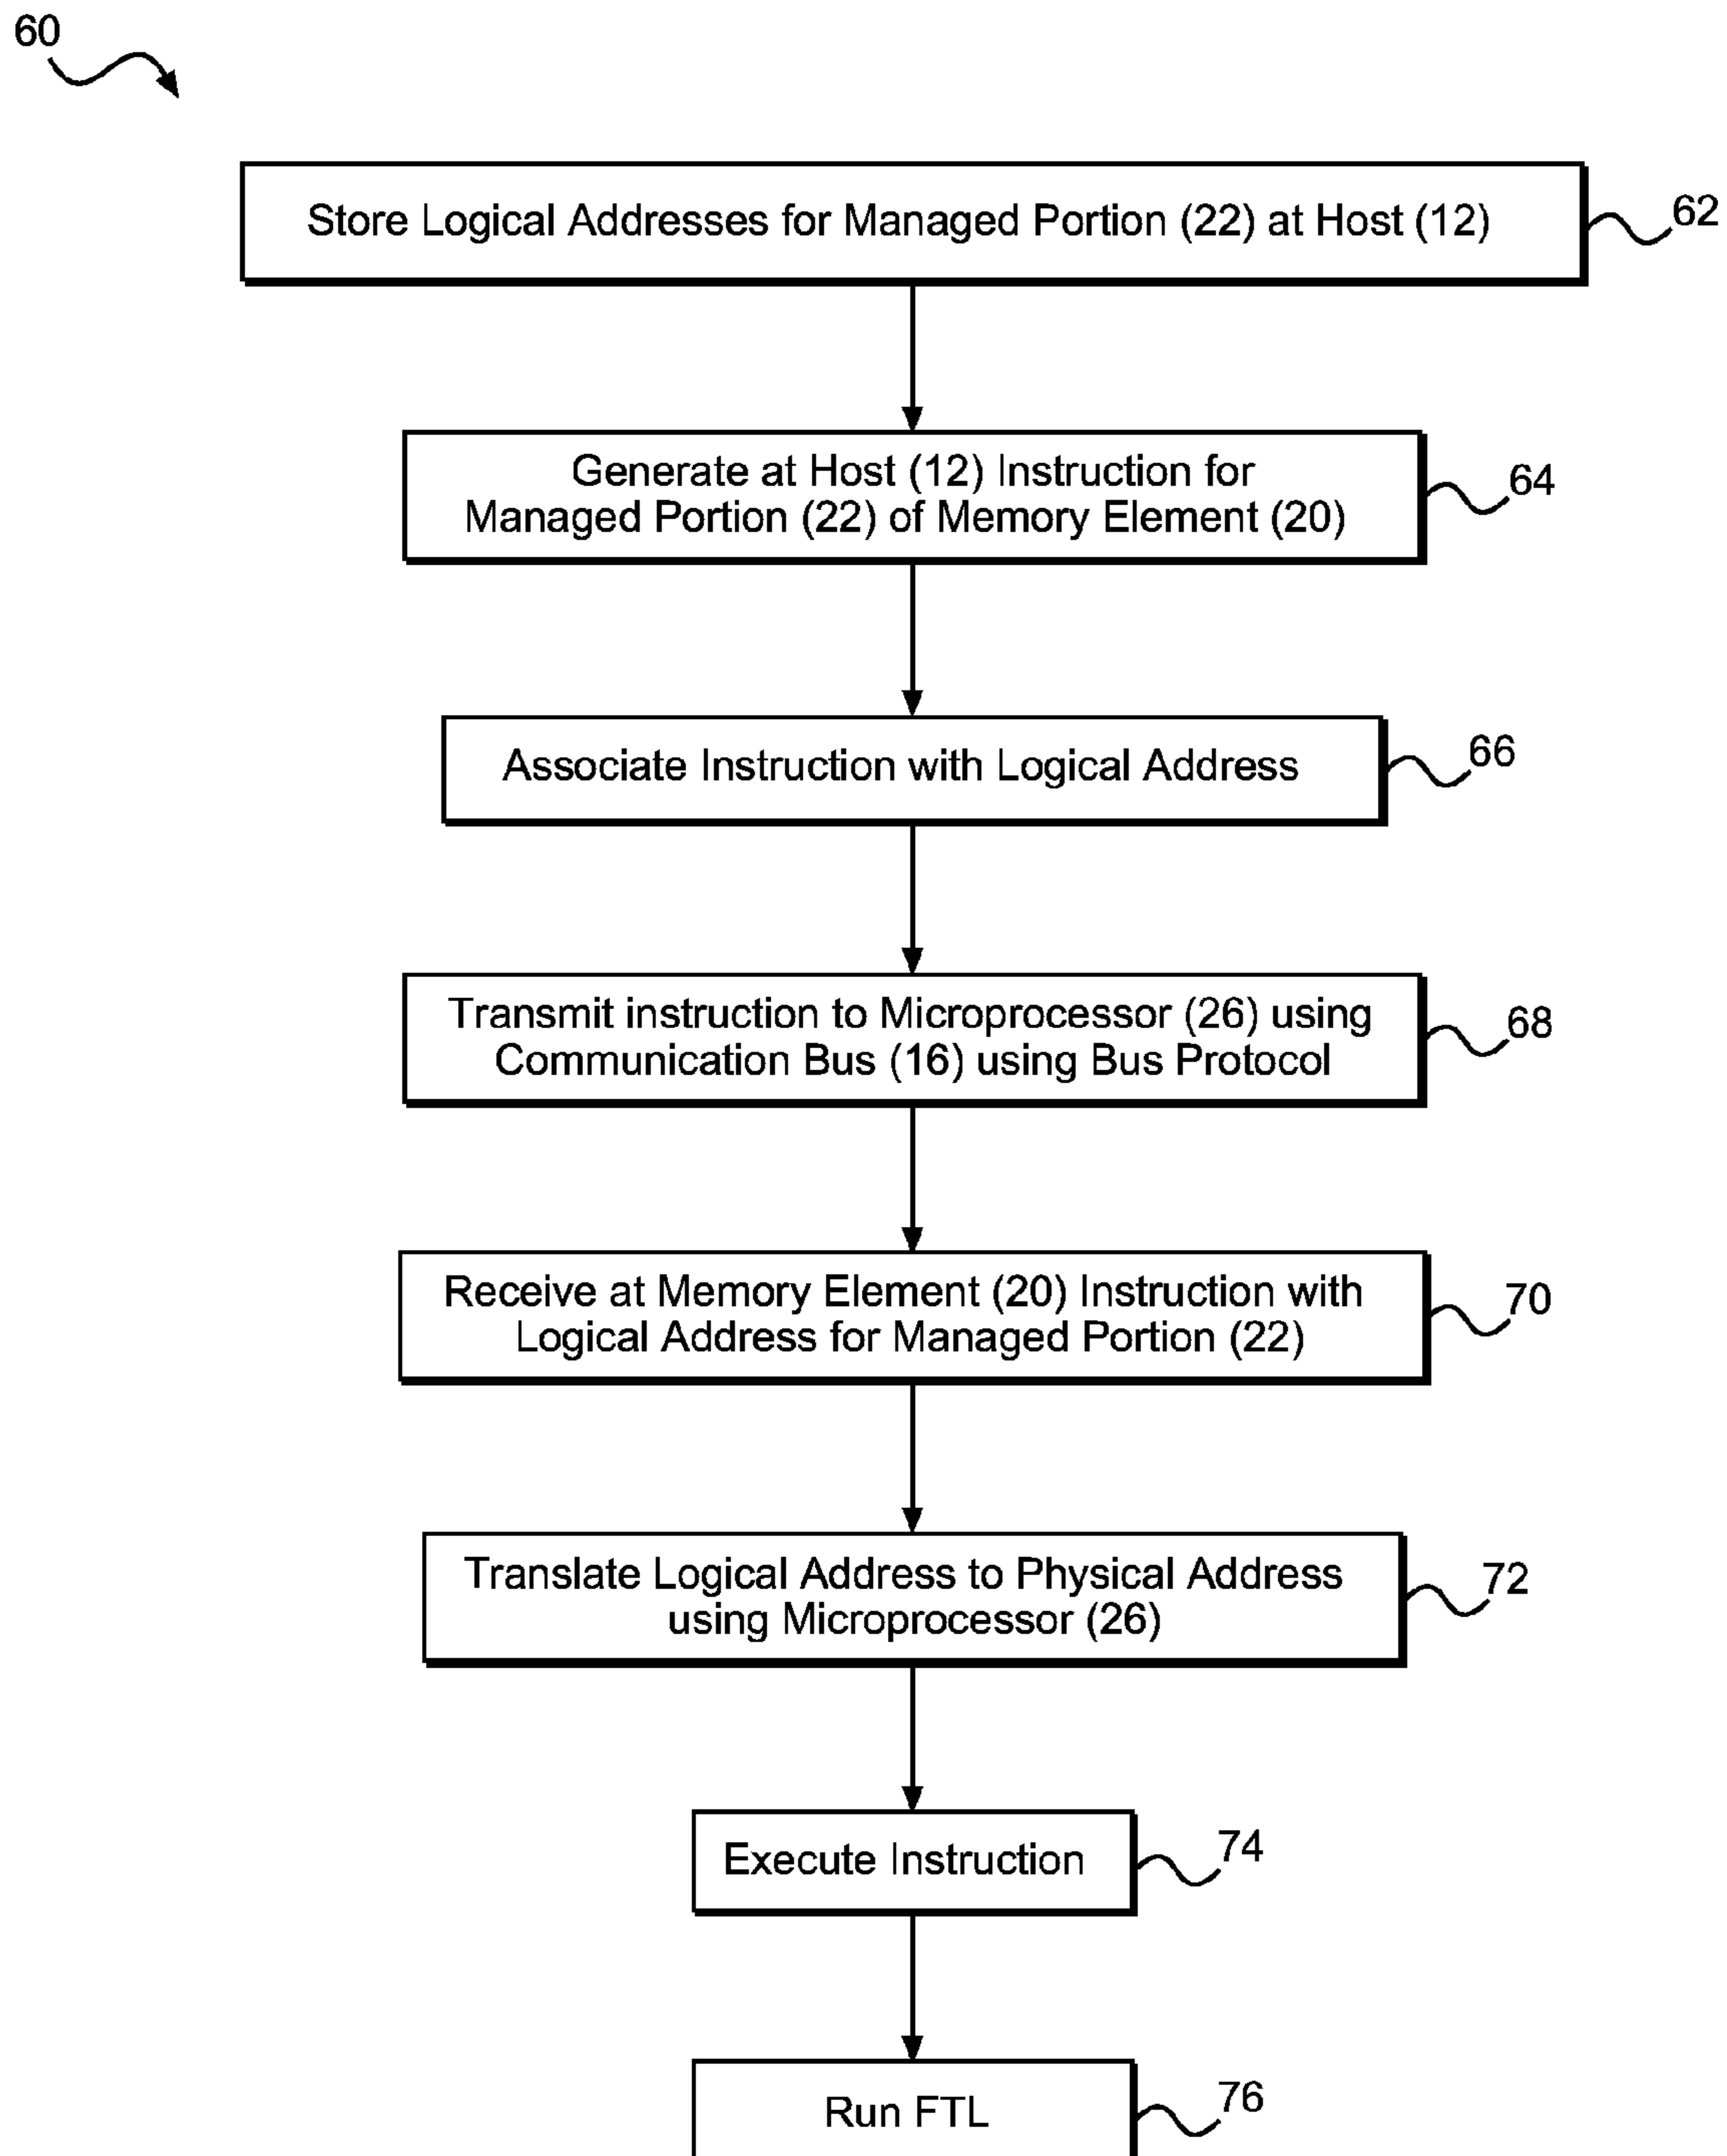 60
Store Logical Addresses for Managed Portion (22) at Host (12)
62
Generate at Host (12) Instruction for
Managed Portion (22) of Memory Element (20)
64
Associate Instruction with Logical Address
66
Transmit instruction to Microprocessor (26) using
Communication Bus (16) using Bus Protocol
68
Receive at Memory Element (20) Instruction with
Logical Address for Managed Portion (22)
70
Translate Logical Address to Physical Address
using Microprocessor (26)
72
Execute Instruction
74
Run FTL
76